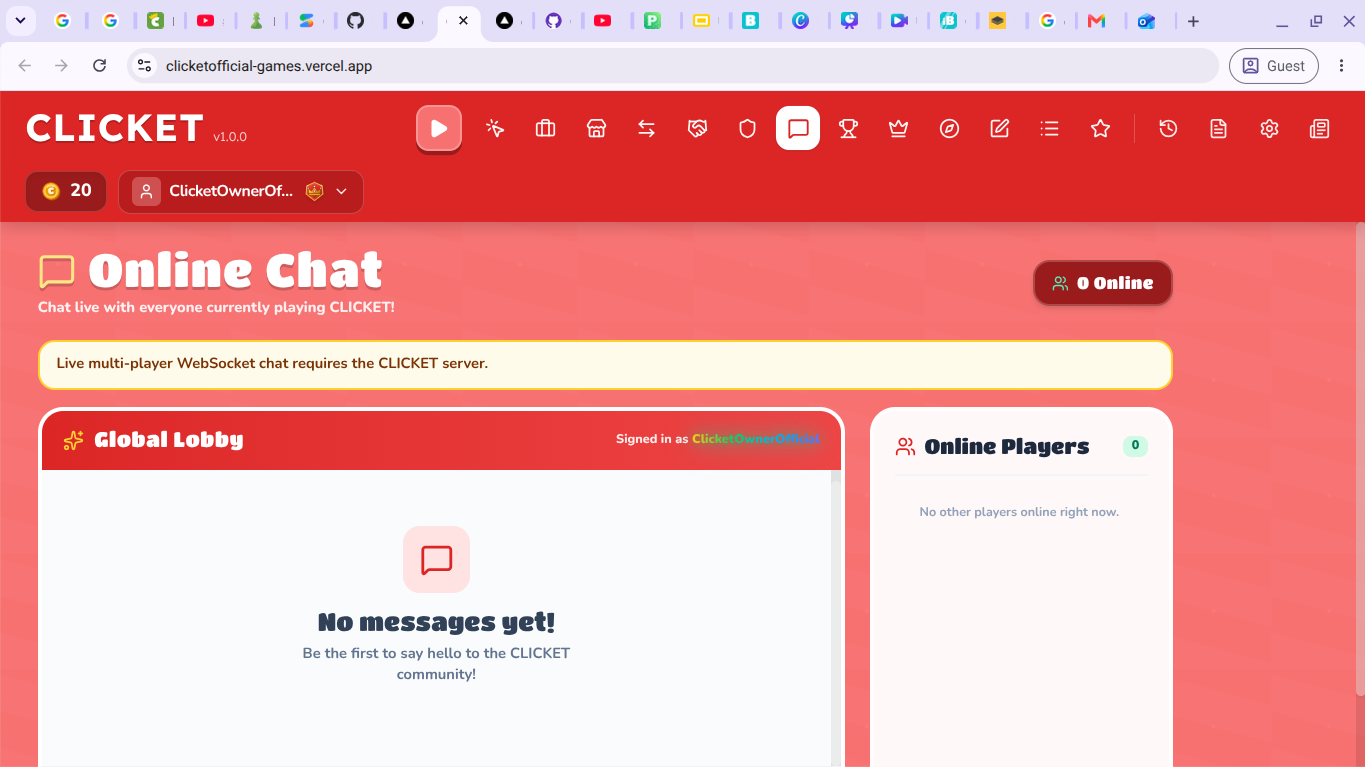 clicketofficial-games.vercel.app
Guest
CLICKET v1.0.0
20
ClicketOwnerOf...
Online Chat
Chat live with everyone currently playing CLICKET!
0 Online
Live multi-player WebSocket chat requires the CLICKET server.
Global Lobby
Signed in as ClicketOwnerOfficial
Online Players
0
No other players online right now.
No messages yet!
Be the first to say hello to the CLICKET
community!